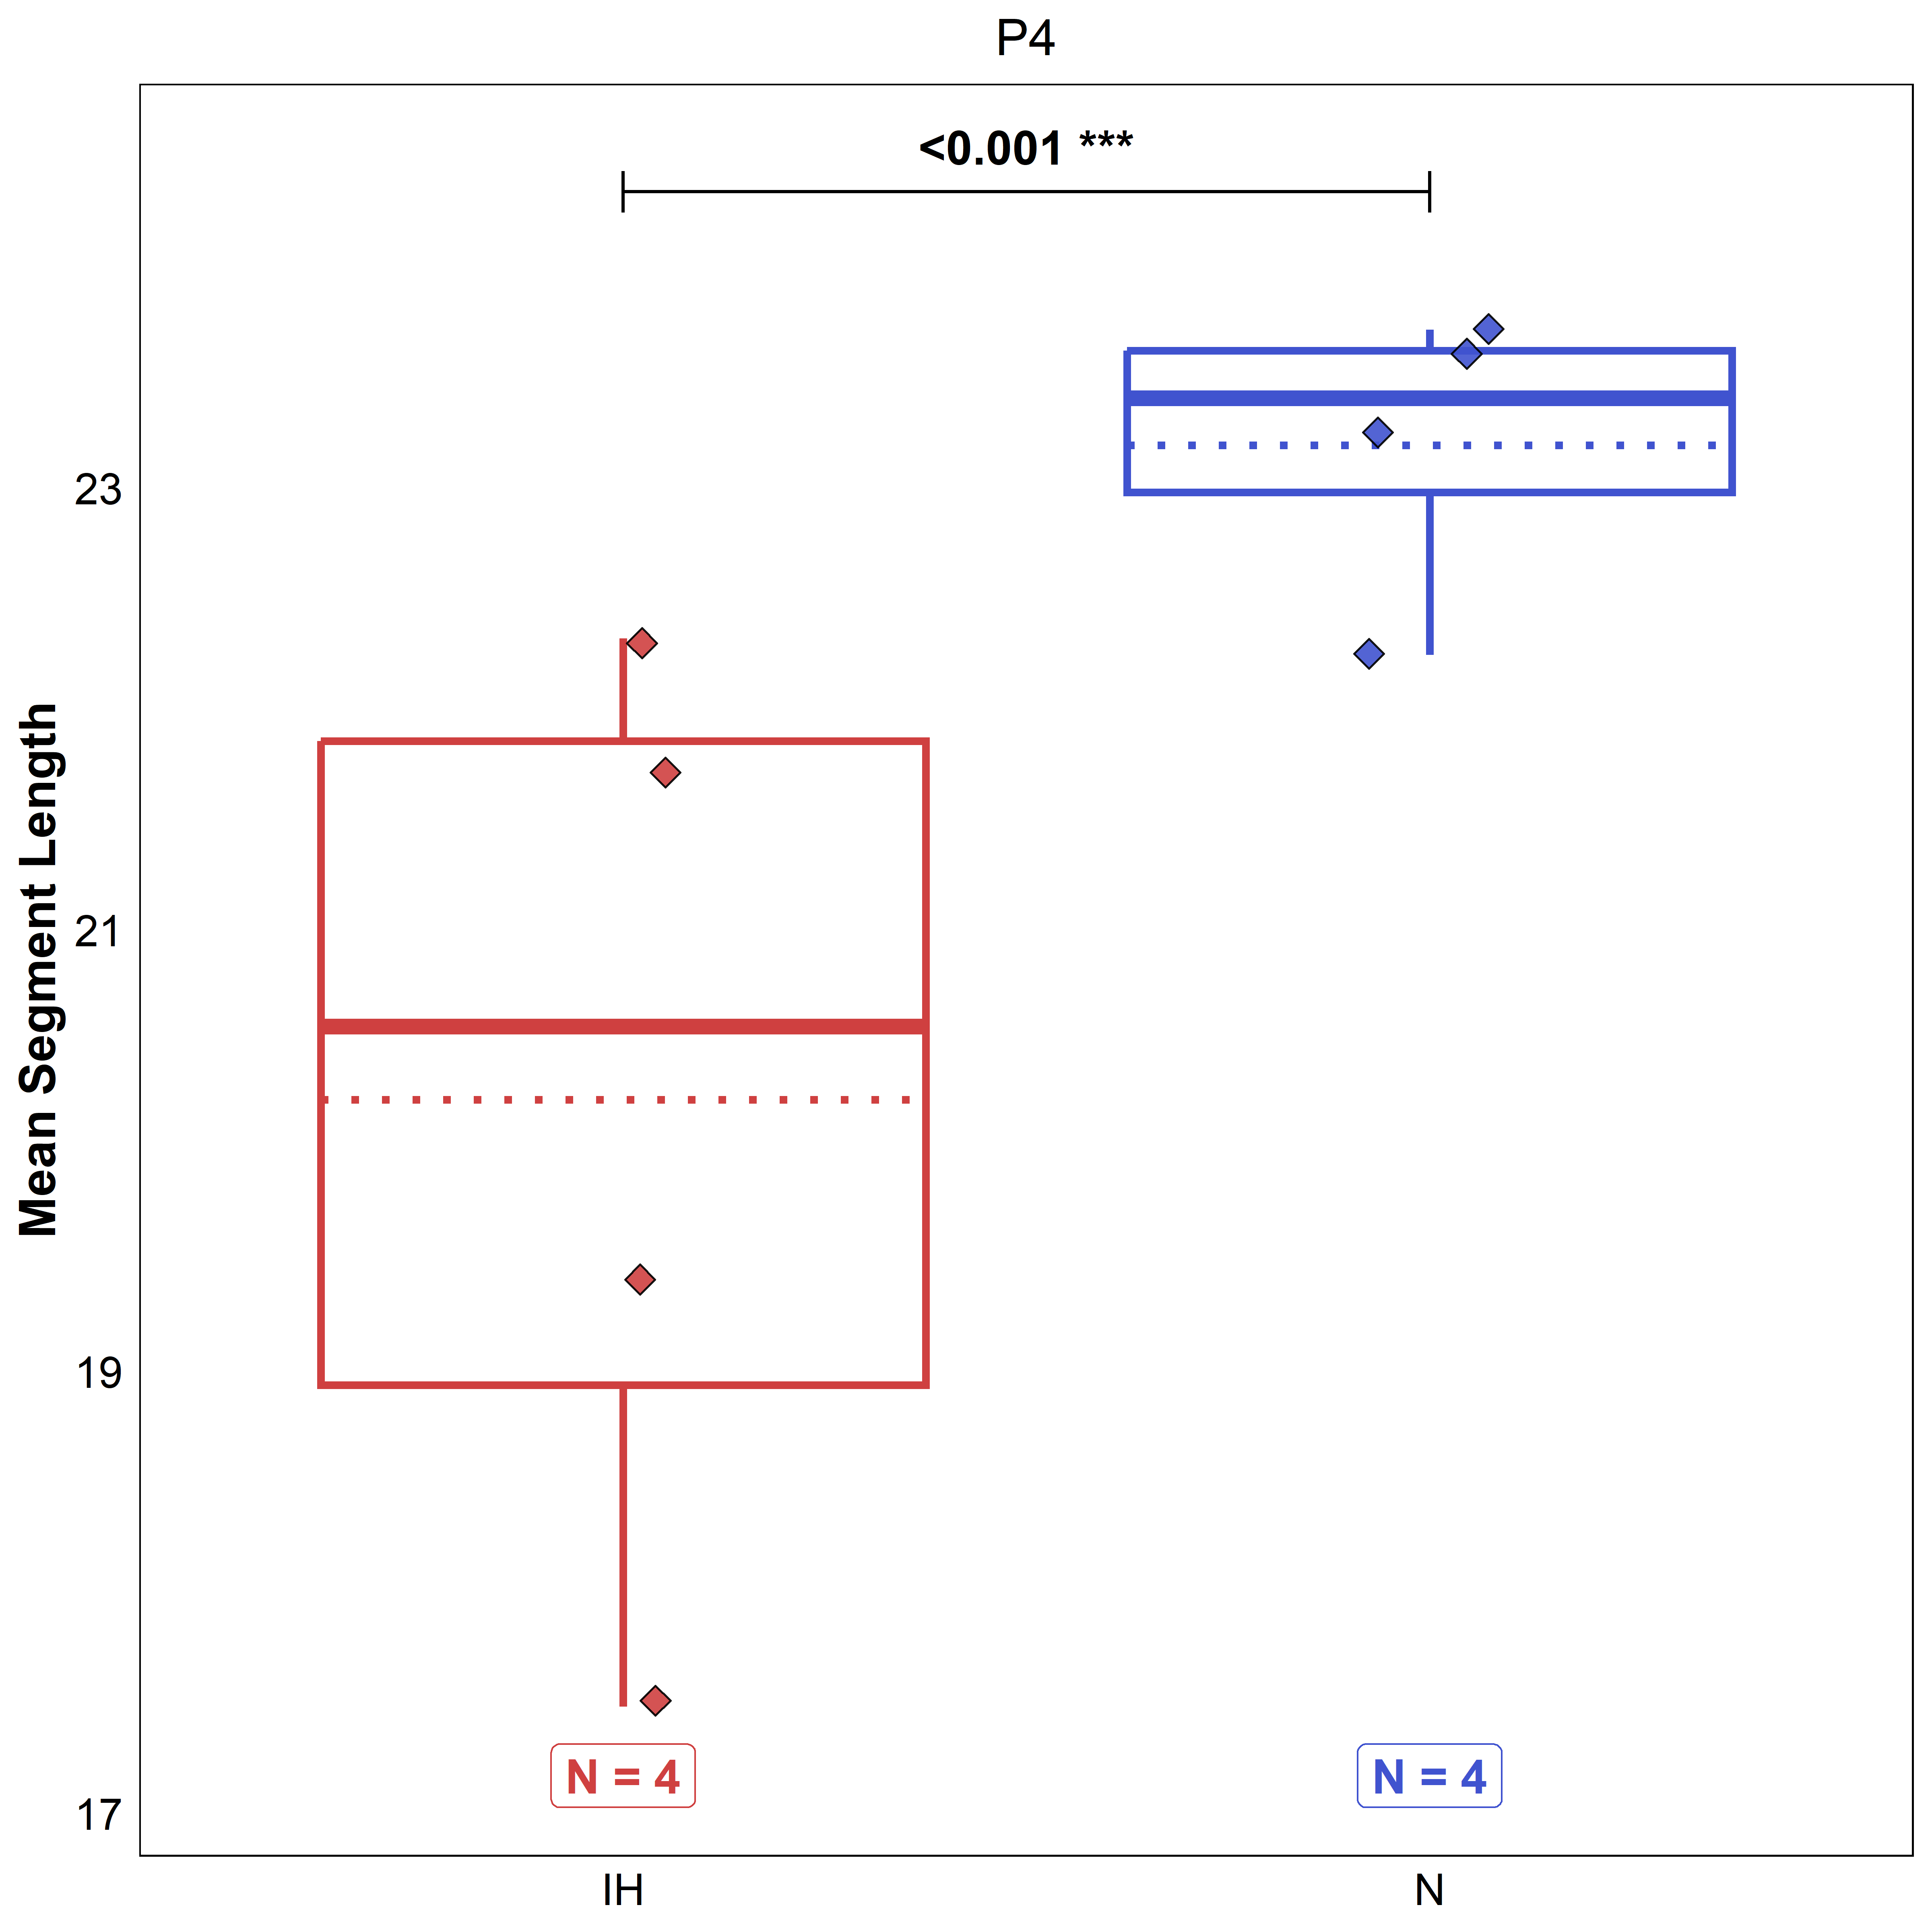 P4
<0.001 ***
Mean Segment Length
23
21
19
17
N = 4
N = 4
IH
N